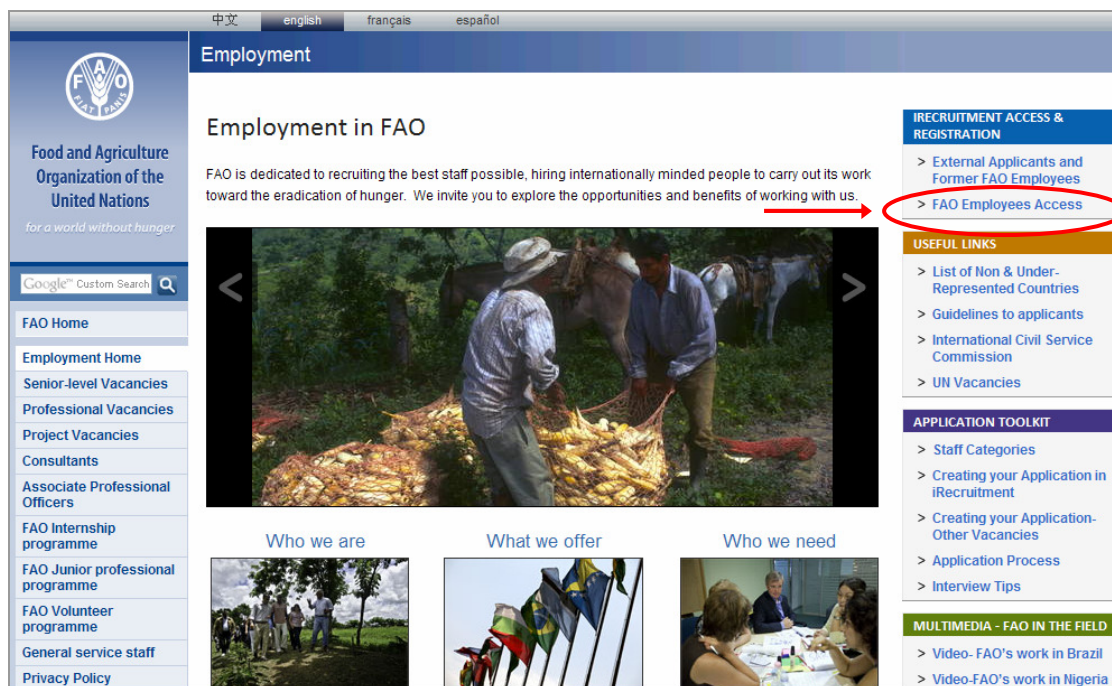 中文 english français español
Employment
FAO
FIAT PANIS
Food and Agriculture
Organization of the
United Nations
for a world without hunger
Google™ Custom Search
FAO Home
Employment Home
Senior-level Vacancies
Professional Vacancies
Project Vacancies
Consultants
Associate Professional
Officers
FAO Internship
programme
FAO Junior professional
programme
FAO Volunteer
programme
General service staff
Privacy Policy
Employment in FAO
FAO is dedicated to recruiting the best staff possible, hiring internationally minded people to carry out its work
toward the eradication of hunger. We invite you to explore the opportunities and benefits of working with us.
< >
Who we are What we offer Who we need
IRECRUITMENT ACCESS &
REGISTRATION
> External Applicants and
Former FAO Employees
> FAO Employees Access
USEFUL LINKS
> List of Non & Under-
Represented Countries
> Guidelines to applicants
> International Civil Service
Commission
> UN Vacancies
APPLICATION TOOLKIT
> Staff Categories
> Creating your Application in
iRecruitment
> Creating your Application-
Other Vacancies
> Application Process
> Interview Tips
MULTIMEDIA - FAO IN THE FIELD
> Video- FAO's work in Brazil
> Video-FAO's work in Nigeria